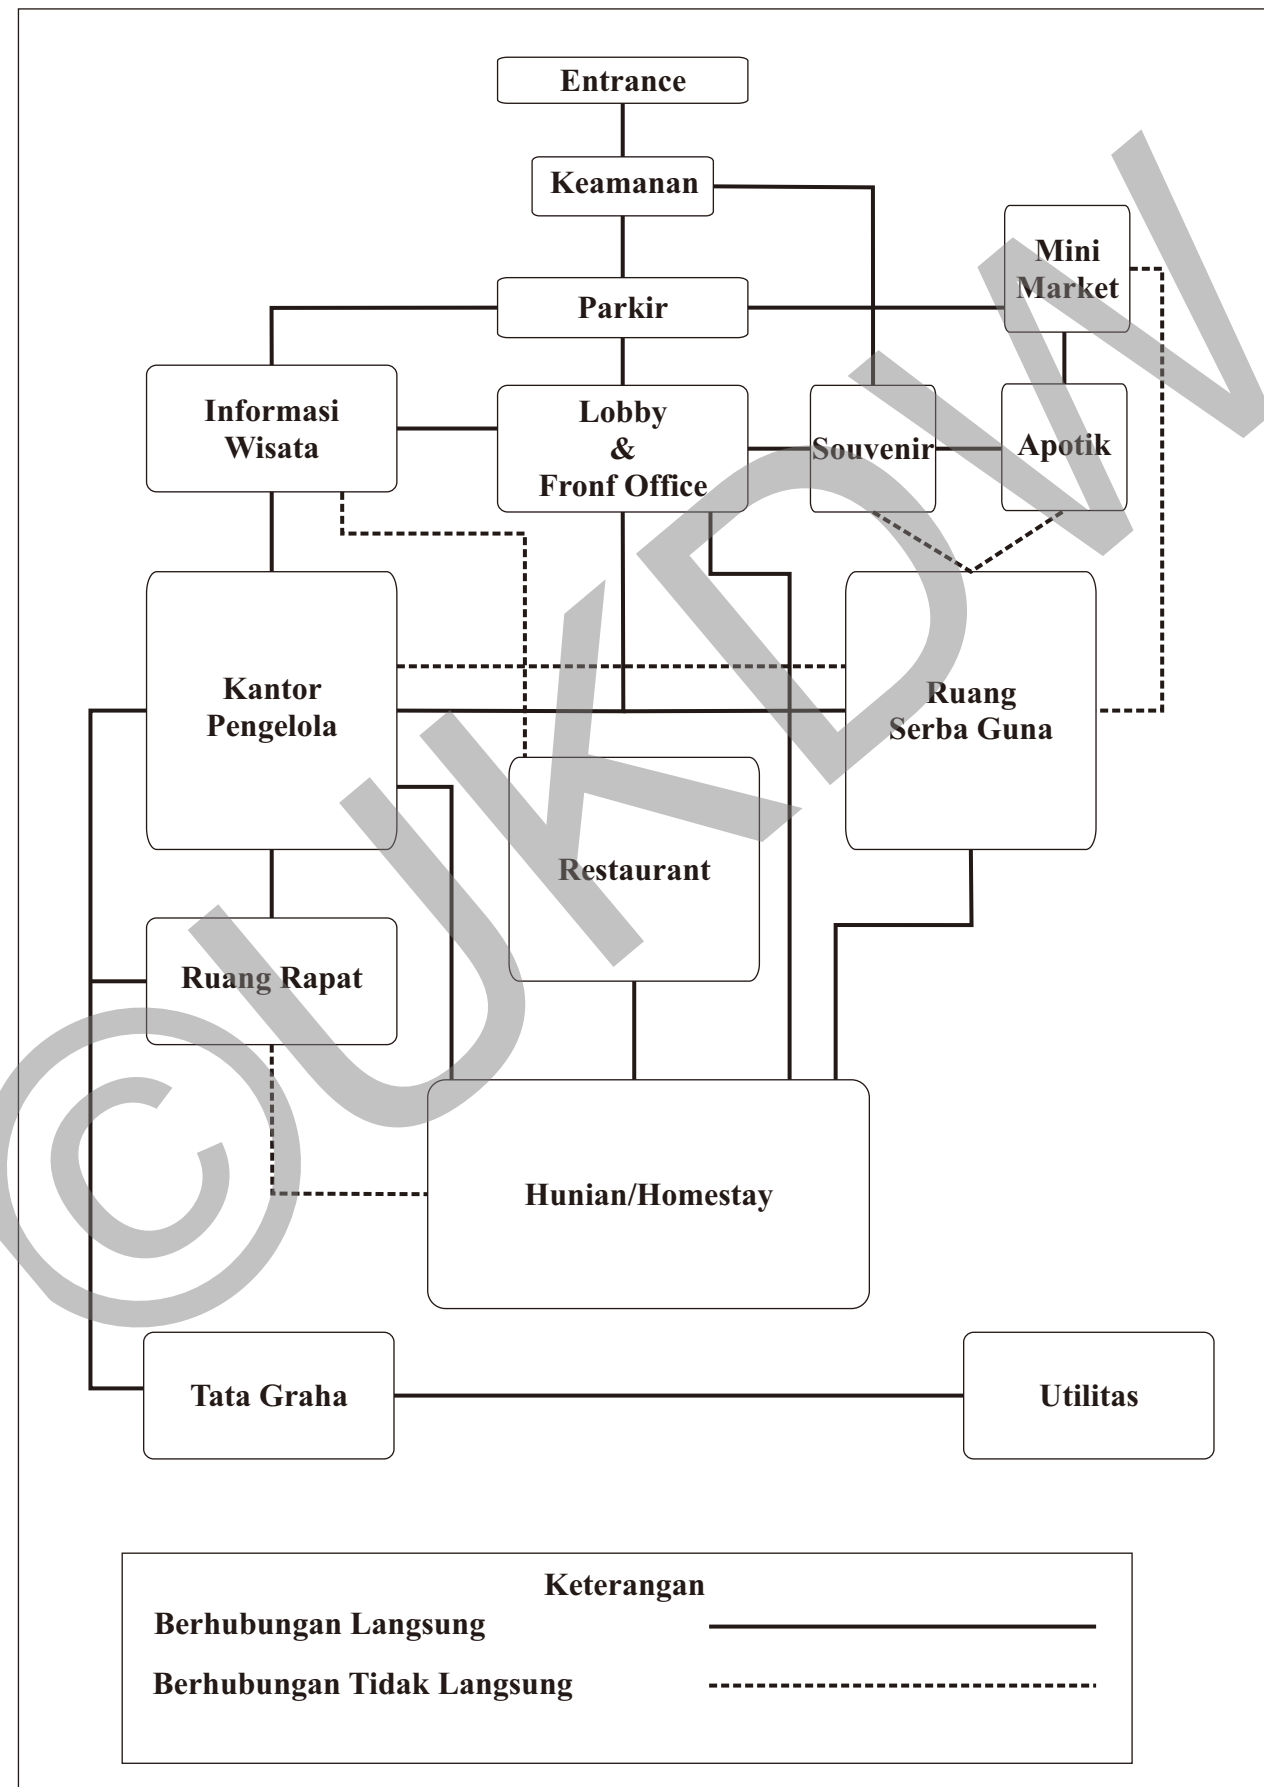 Entrance
Keamanan
Mini
Market
Parkir
Informasi
Wisata
Lobby
&
Fronf Office
Souvenir
Apotik
Kantor
Pengelola
Ruang
Serba Guna
Restaurant
Ruang Rapat
Hunian/Homestay
Tata Graha
Utilitas
Keterangan
Berhubungan Langsung
Berhubungan Tidak Langsung
©UKDW